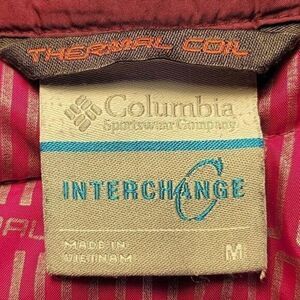 THERMAL COIL
Columbia
Sportswear Company
INTERCHANGE
C
MADE IN
VIETNAM
M